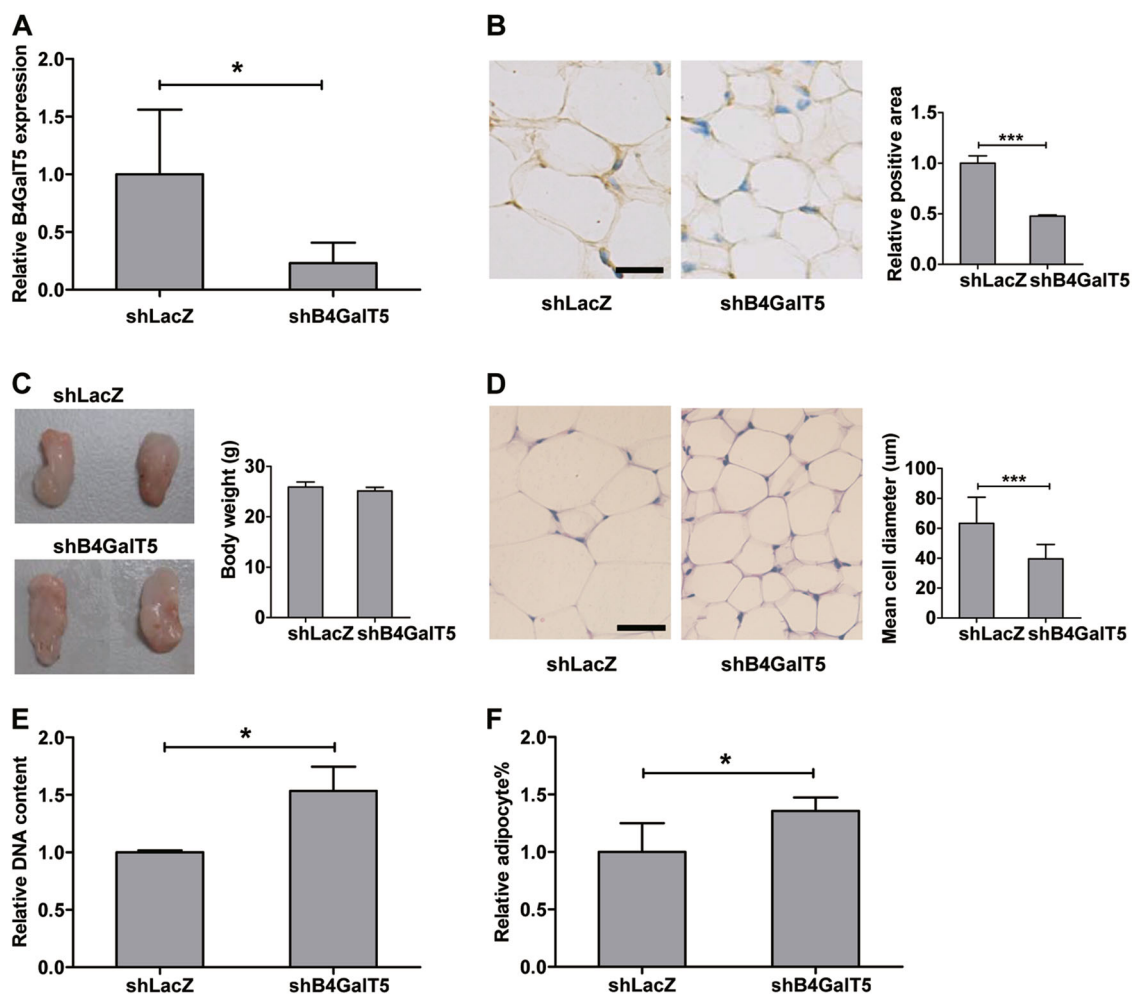 A
Relative B4GalT5 expression
2.0
1.5
1.0
0.5
0.0
*
shLacZ
shB4GalT5
B
shLacZ
shB4GalT5
Relative positive area
1.5
1.0
0.5
0.0
***
shLacZ shB4GalT5
C
shLacZ
shB4GalT5
Body weight (g)
30
20
10
0
shLacZ shB4GalT5
D
shLacZ
shB4GalT5
Mean cell diameter (um)
100
80
60
40
20
0
***
shLacZ shB4GalT5
E
Relative DNA content
2.0
1.5
1.0
0.5
0.0
*
shLacZ
shB4GalT5
F
Relative adipocyte%
2.0
1.5
1.0
0.5
0.0
*
shLacZ
shB4GalT5